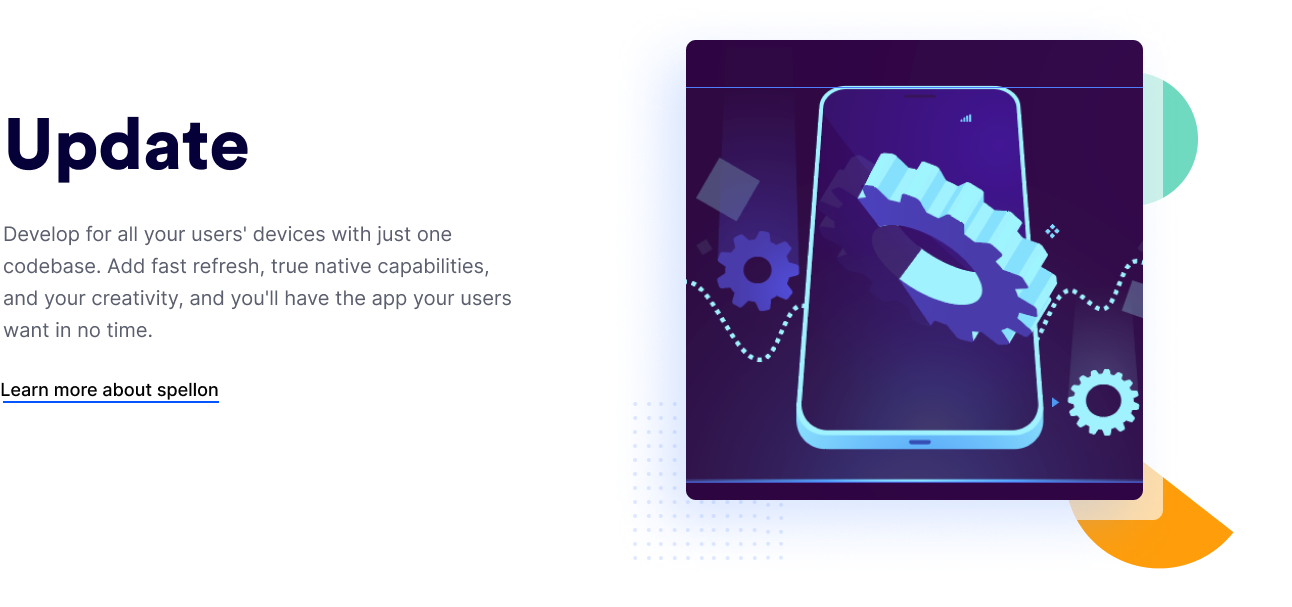 Update
Develop for all your users' devices with just one
codebase. Add fast refresh, true native capabilities,
and your creativity, and you'll have the app your users
want in no time.
Learn more about spellon